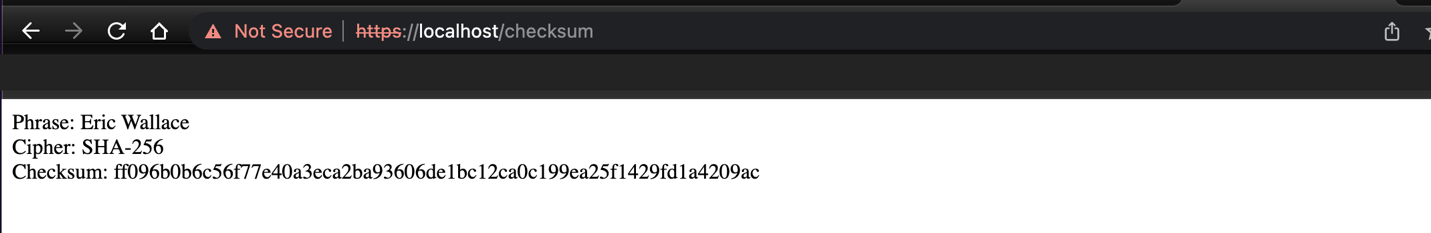 Not Secure | https://localhost/checksum
Phrase: Eric Wallace
Cipher: SHA-256
Checksum: ff096b0b6c56f77e40a3eca2ba93606de1bc12ca0c199ea25f1429fd1a4209ac